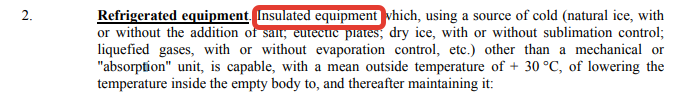 2. Refrigerated equipment. Insulated equipment which, using a source of cold (natural ice, with
or without the addition of salt; eutectic plates; dry ice, with or without sublimation control;
liquefied gases, with or without evaporation control, etc.) other than a mechanical or
"absorption" unit, is capable, with a mean outside temperature of + 30 °C, of lowering the
temperature inside the empty body to, and thereafter maintaining it: